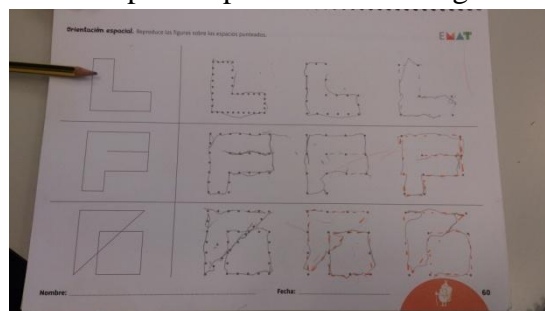 Orientación espacial. Reproduce las figuras sobre los espacios punteados.
EMAT
Nombre:
Fecha:
60